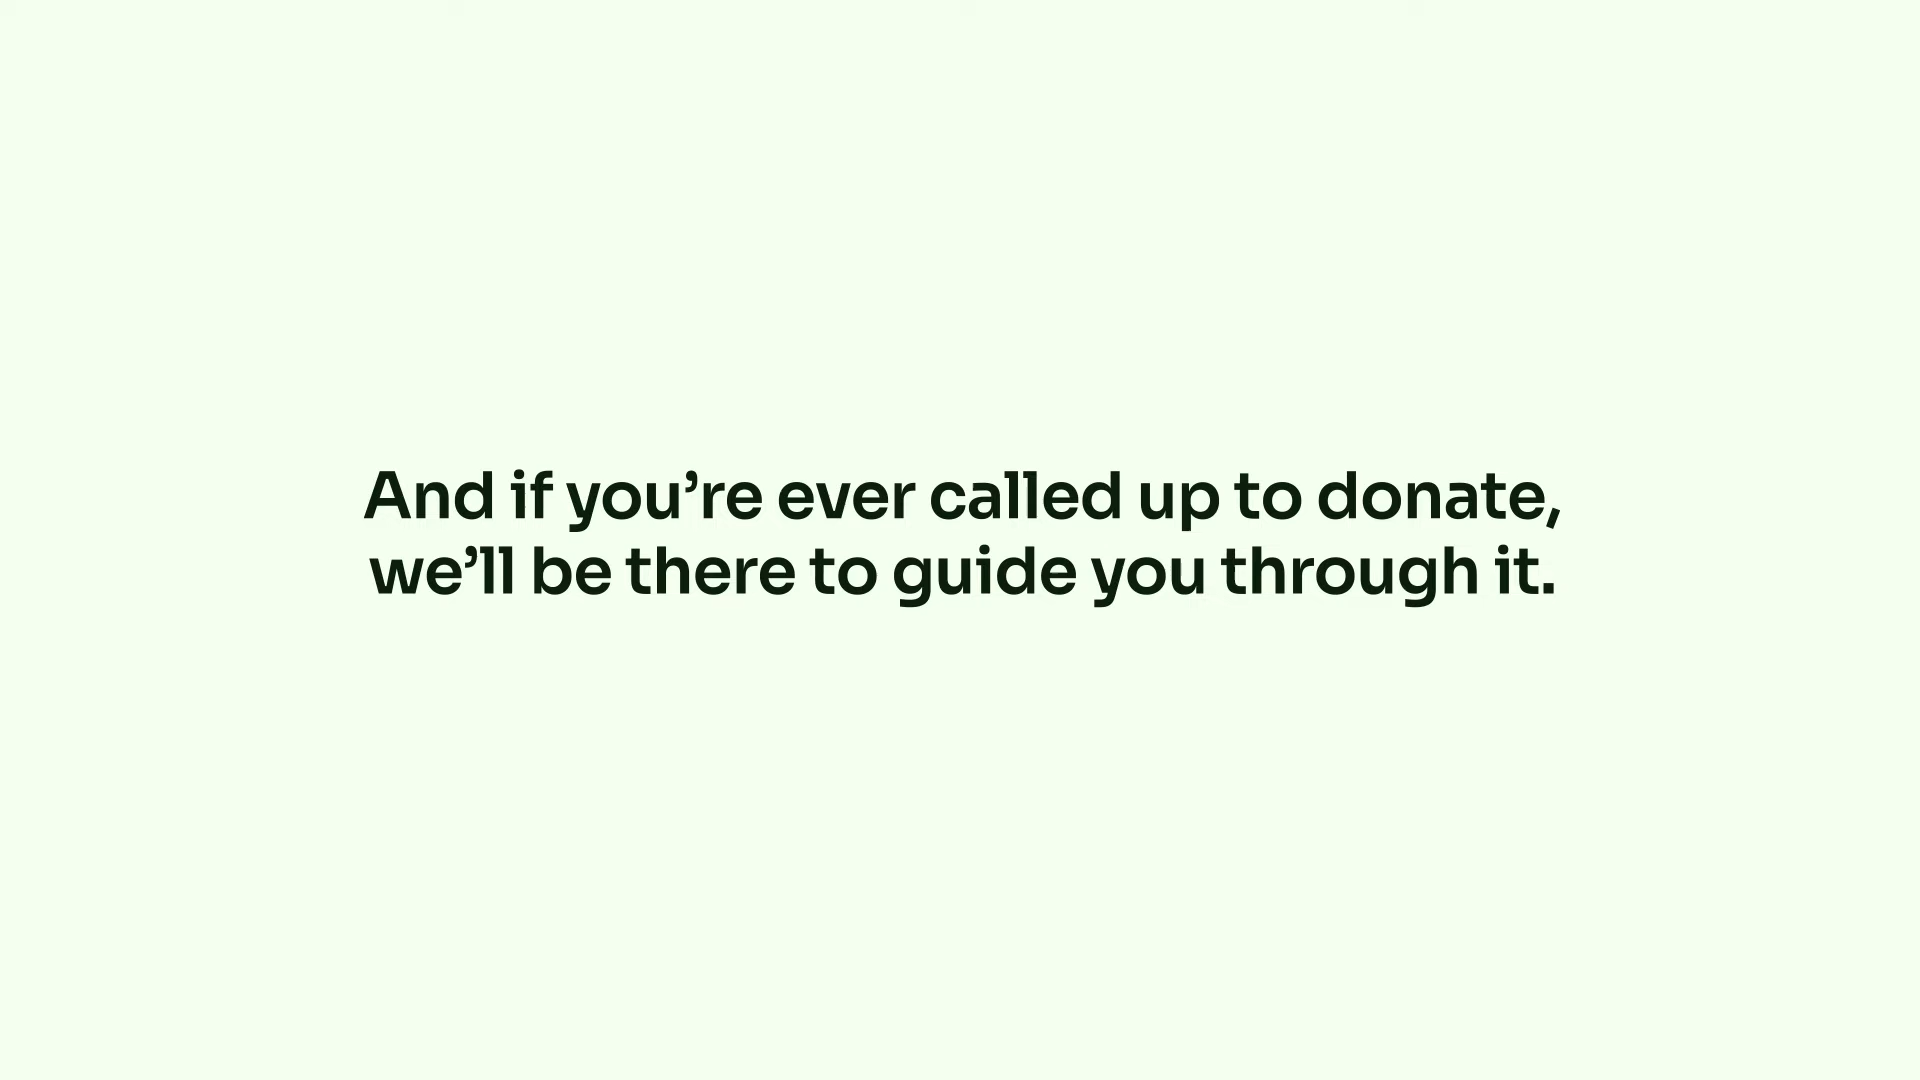 And if you’re ever called up to donate,
we’ll be there to guide you through it.